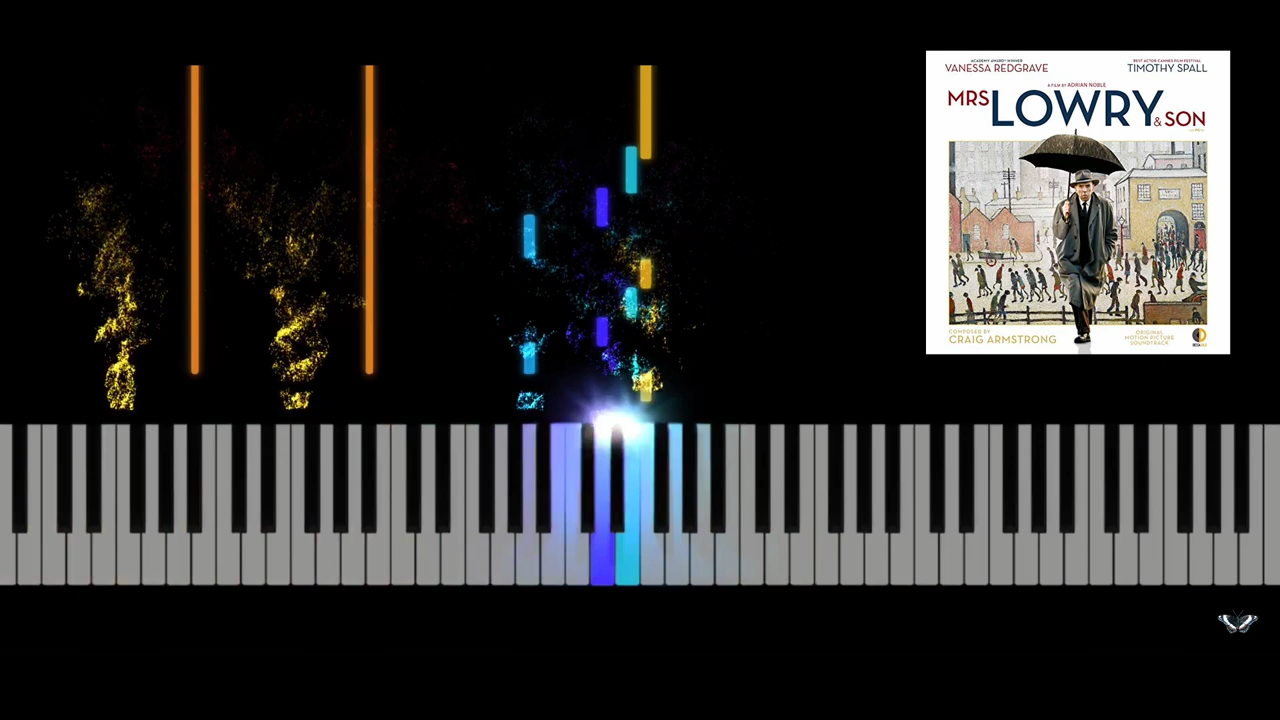 ACADEMY AWARD® WINNER
VANESSA REDGRAVE
BEST ACTOR CANNES FILM FESTIVAL
TIMOTHY SPALL
A FILM BY ADRIAN NOBLE
MRS LOWRY & SON
COMPOSED BY
CRAIG ARMSTRONG
ORIGINAL
MOTION PICTURE
SOUNDTRACK